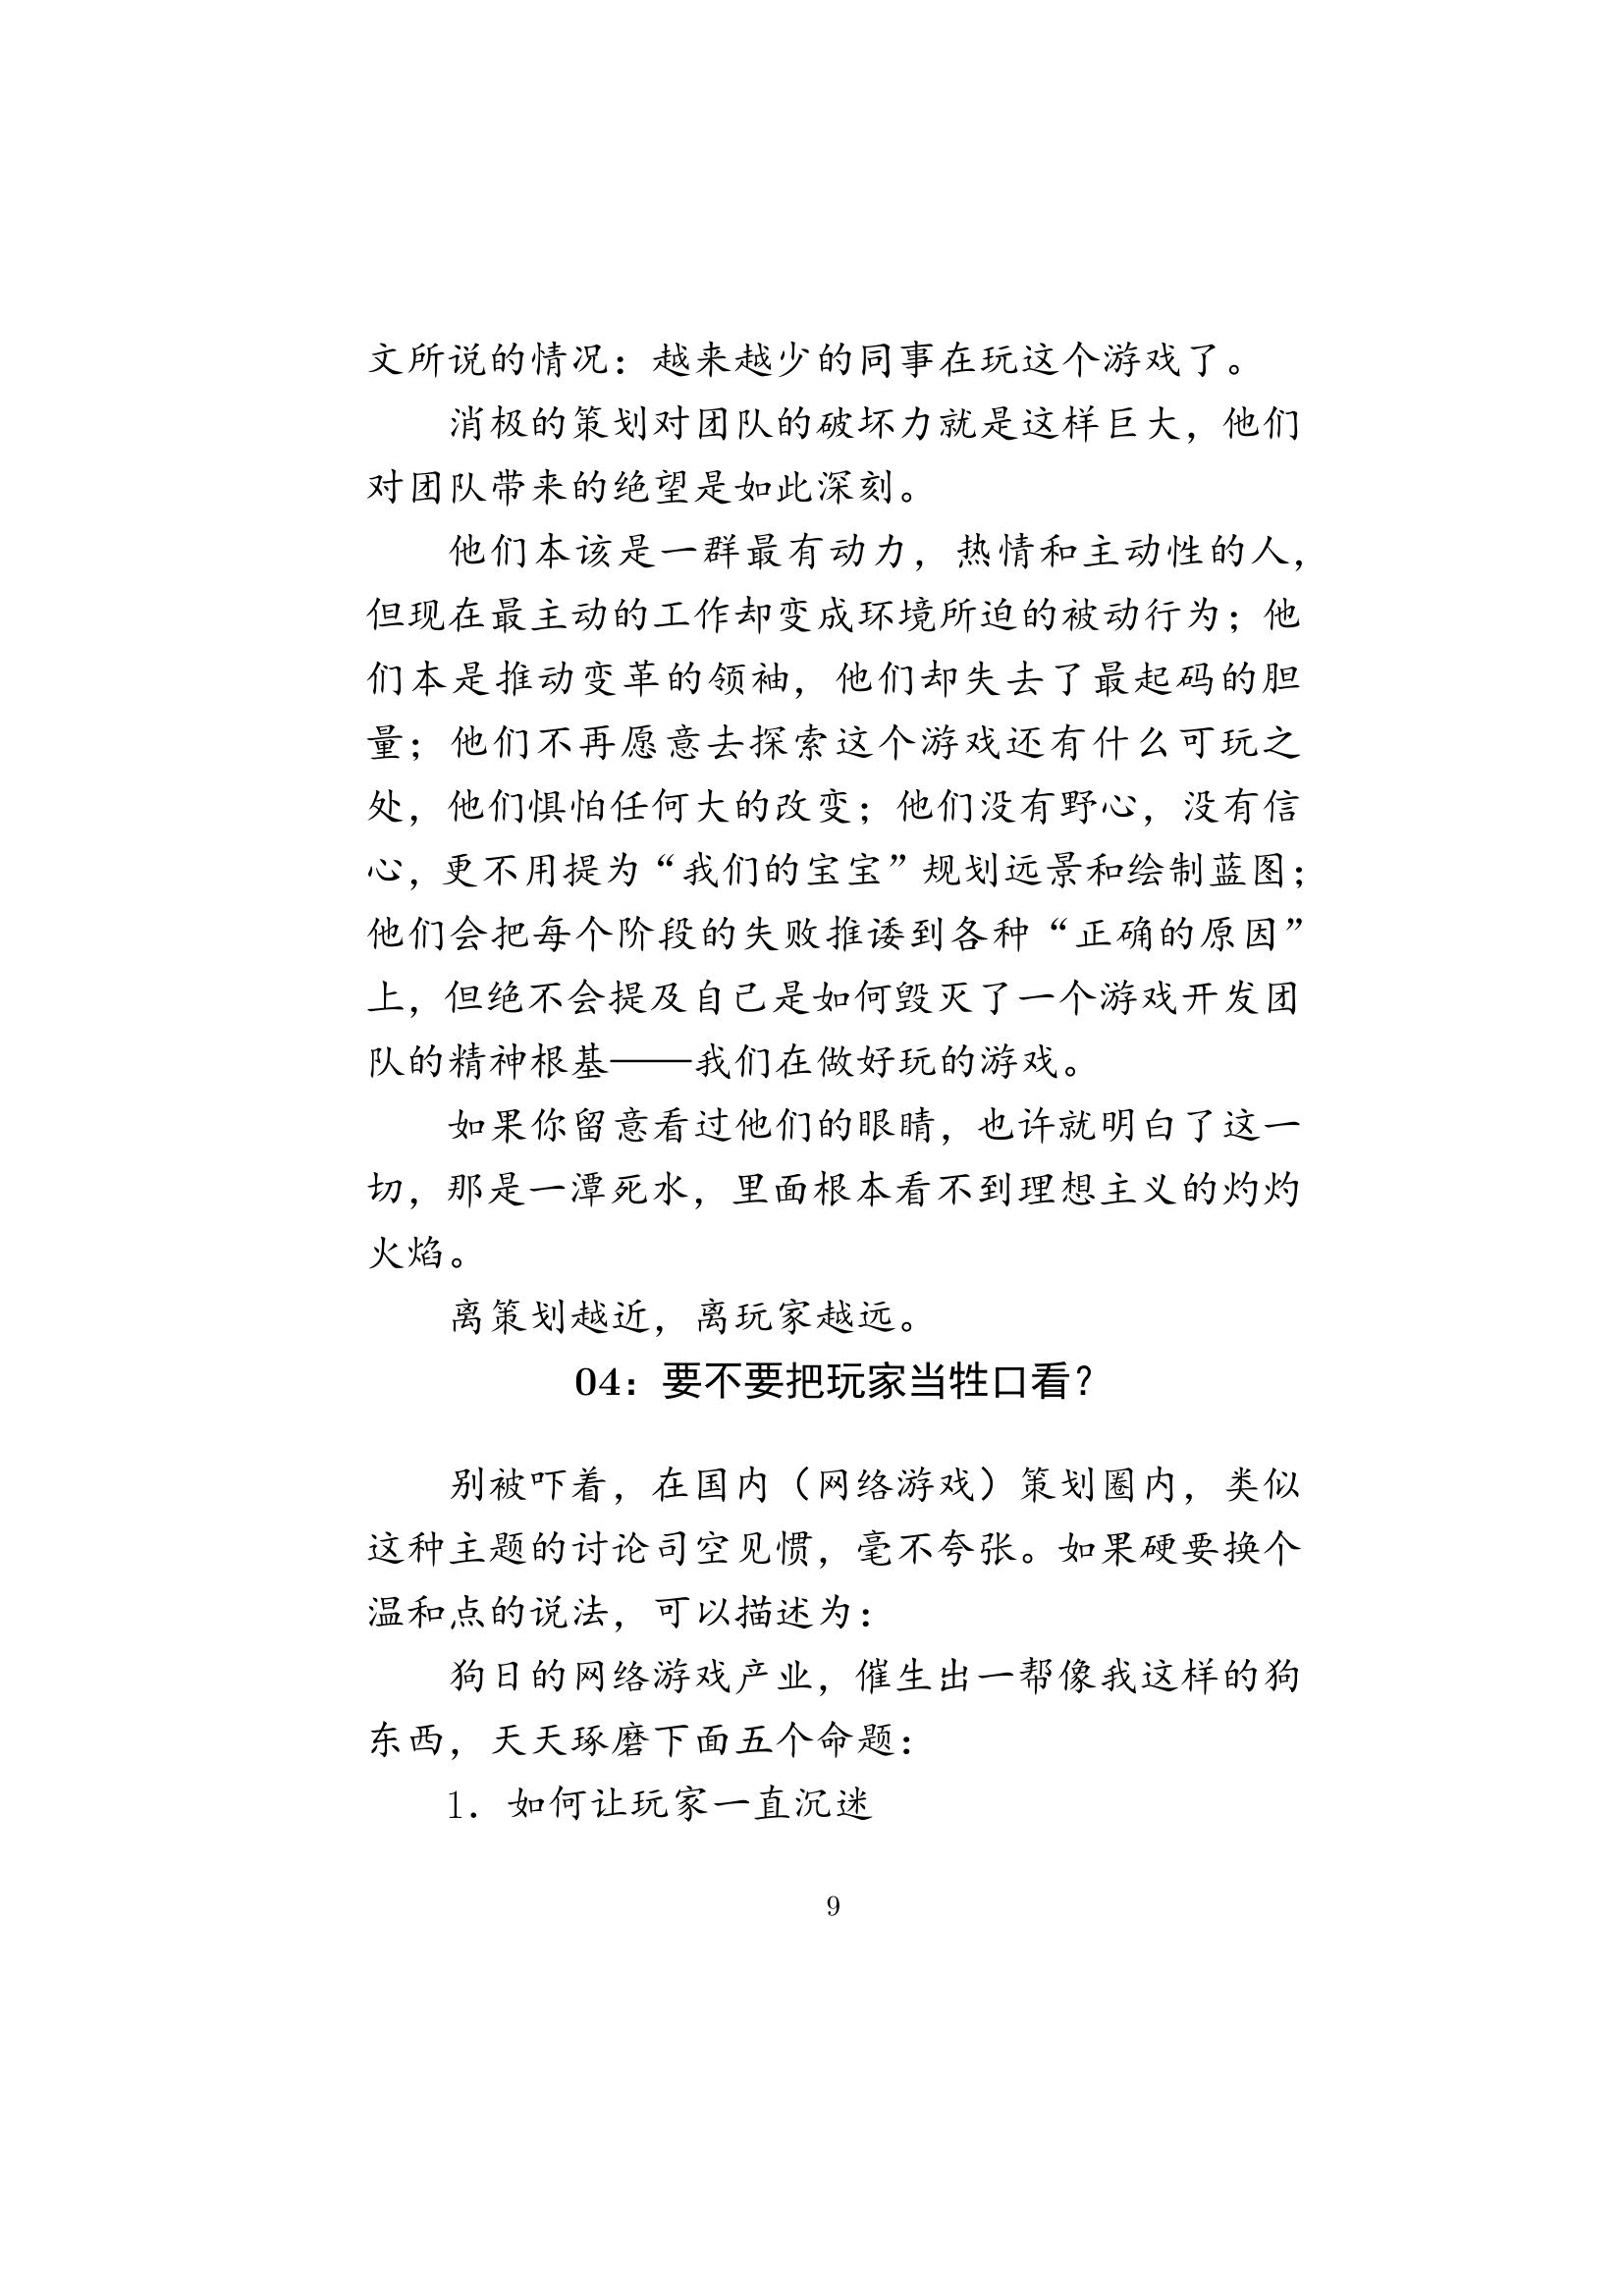 文所说的情况：越来越少的同事在玩这个游戏了。
消极的策划对团队的破坏力就是这样巨大，他们
对团队带来的绝望是如此深刻。
他们本该是一群最有动力，热情和主动性的人，
但现在最主动的工作却变成环境所迫的被动行为；他
们本是推动变革的领袖，他们却失去了最起码的胆
量；他们不再愿意去探索这个游戏还有什么可玩之
处，他们惧怕任何大的改变；他们没有野心，没有信
心，更不用提为“我们的宝宝”规划远景和绘制蓝图；
他们会把每个阶段的失败推诿到各种“正确的原因”
上，但绝不会提及自己是如何毁灭了一个游戏开发团
队的精神根基——我们在做好玩的游戏。
如果你留意看过他们的眼睛，也许就明白了这一
切，那是一潭死水，里面根本看不到理想主义的灼灼
火焰。
离策划越近，离玩家越远。
04：要不要把玩家当牲口看？
别被吓着，在国内（网络游戏）策划圈内，类似
这种主题的讨论司空见惯，毫不夸张。如果硬要换个
温和点的说法，可以描述为：
狗日的网络游戏产业，催生出一帮像我这样的狗
东西，天天琢磨下面五个命题：
1. 如何让玩家一直沉迷
9